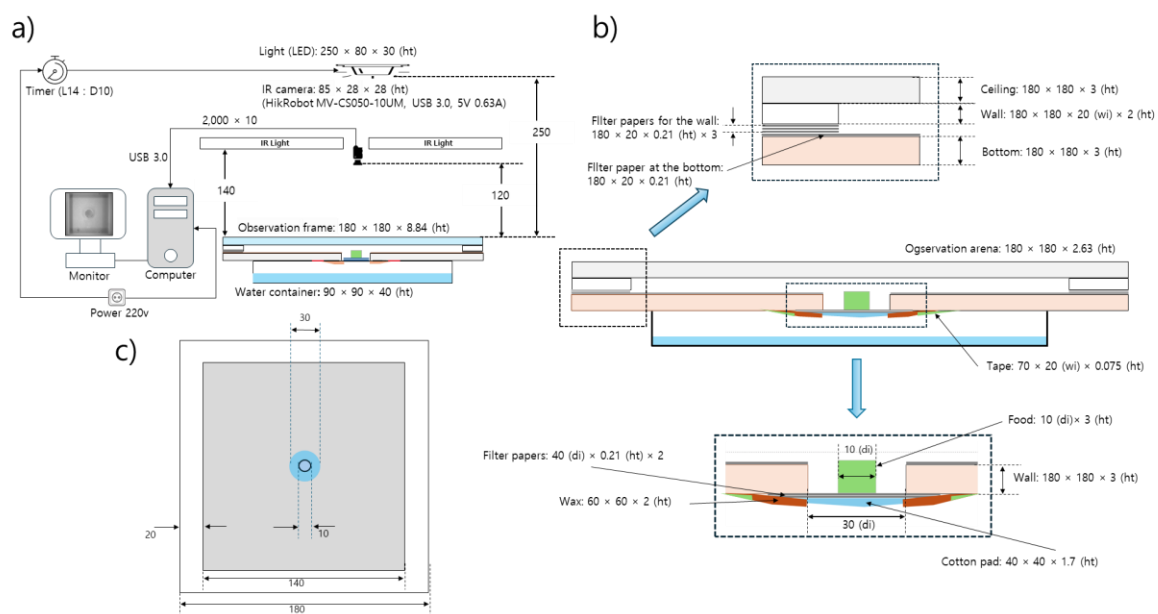 a)
Light (LED): 250 × 80 × 30 (ht)
Timer (L14 : D10)
IR camera: 85 × 28 × 28 (ht)
(HikRobot MV-CS050-10UM, USB 3.0, 5V 0.63A)
2,000 × 10
IR Light
IR Light
250
USB 3.0
140
120
Observation frame: 180 × 180 × 8.84 (ht)
Monitor
Computer
Water container: 90 × 90 × 40 (ht)
Power 220v
b)
Ceiling: 180 × 180 × 3 (ht)
Filter papers for the wall:
180 × 20 × 0.21 (ht) × 3
Wall: 180 × 180 × 20 (wi) × 2 (ht)
Filter paper at the bottom:
180 × 20 × 0.21 (ht)
Bottom: 180 × 180 × 3 (ht)
Ogservation arena: 180 × 180 × 2.63 (ht)
Tape: 70 × 20 (wi) × 0.075 (ht)
Food: 10 (di)× 3 (ht)
10 (di)
Filter papers: 40 (di) × 0.21 (ht) × 2
Wall: 180 × 180 × 3 (ht)
Wax: 60 × 60 × 2 (ht)
30 (di)
Cotton pad: 40 × 40 × 1.7 (ht)
c)
30
20
10
140
180